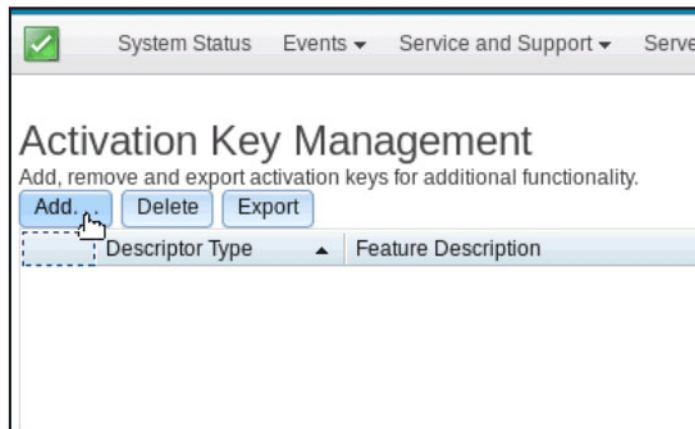 System Status Events Service and Support Serve
Activation Key Management
Add, remove and export activation keys for additional functionality.
Add... Delete Export
Descriptor Type Feature Description